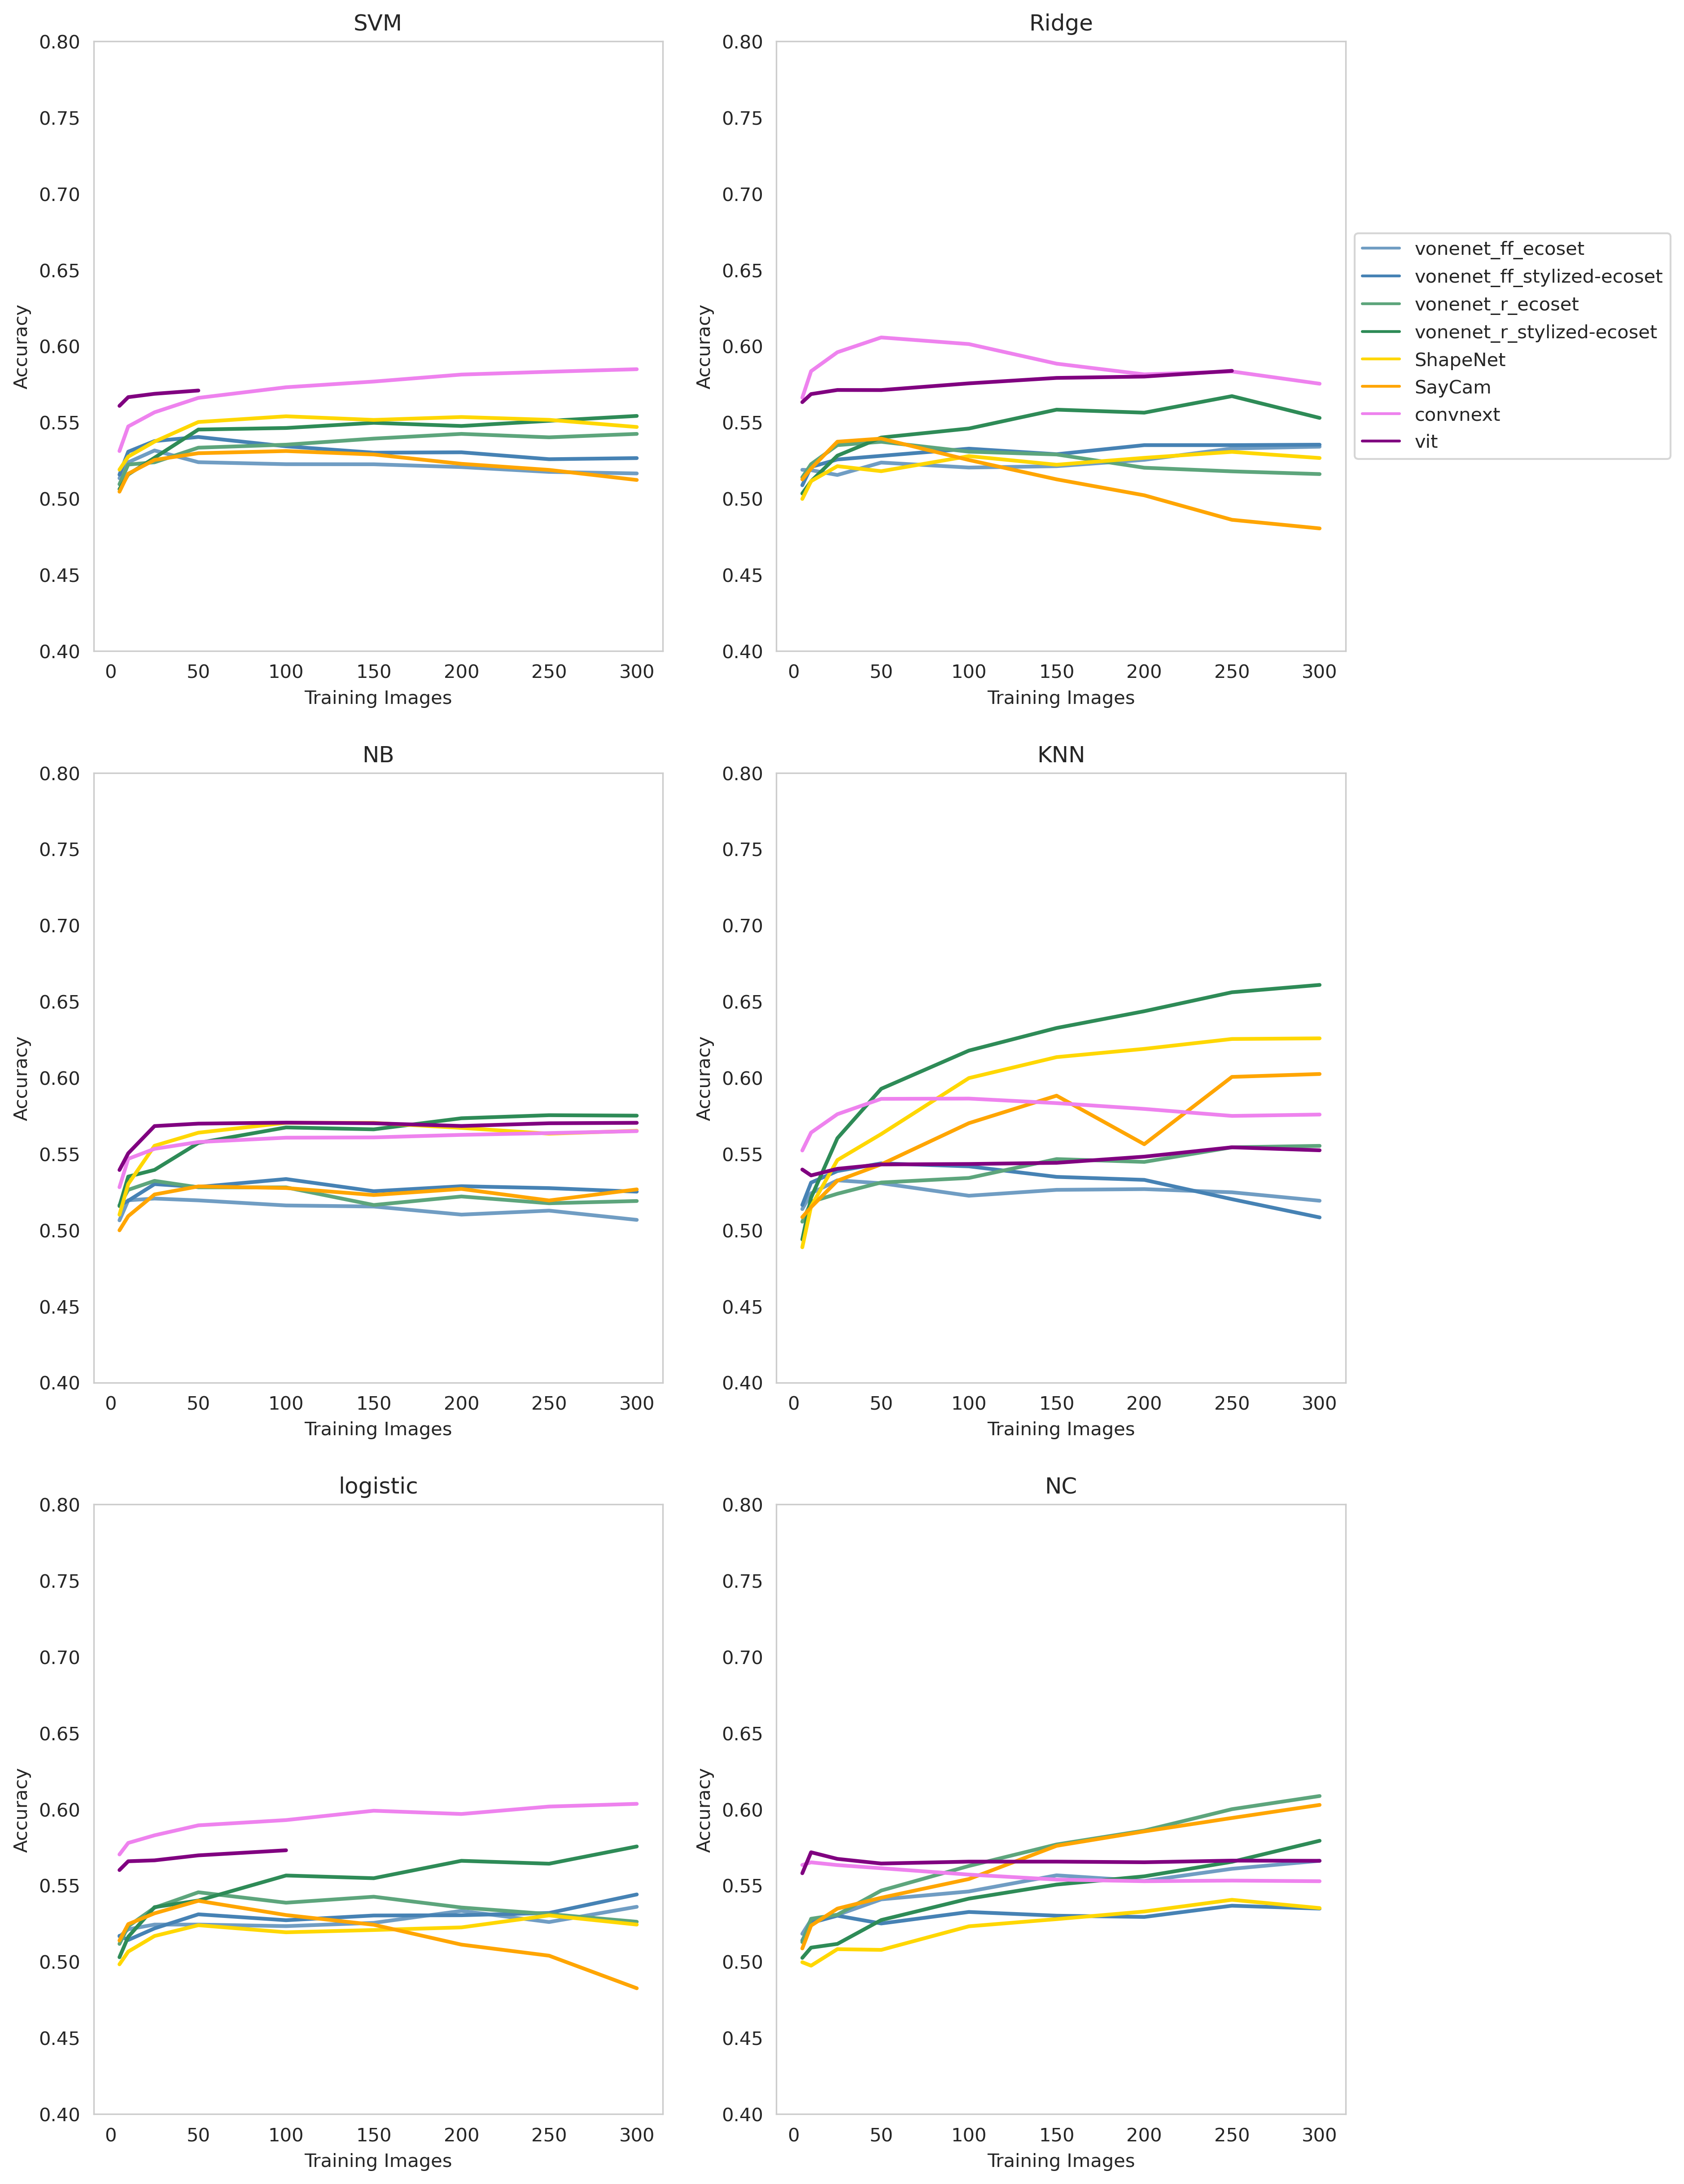 SVM
0.80
0.75
0.70
0.65
0.60
0.55
0.50
0.45
0.40
Accuracy
0 50 100 150 200 250 300
Training Images
Ridge
0.80
0.75
0.70
0.65
0.60
0.55
0.50
0.45
0.40
Accuracy
0 50 100 150 200 250 300
Training Images
vonenet_ff_ecoset
vonenet_ff_stylized-ecoset
vonenet_r_ecoset
vonenet_r_stylized-ecoset
ShapeNet
SayCam
convnext
vit
NB
0.80
0.75
0.70
0.65
0.60
0.55
0.50
0.45
0.40
Accuracy
0 50 100 150 200 250 300
Training Images
KNN
0.80
0.75
0.70
0.65
0.60
0.55
0.50
0.45
0.40
Accuracy
0 50 100 150 200 250 300
Training Images
logistic
0.80
0.75
0.70
0.65
0.60
0.55
0.50
0.45
0.40
Accuracy
0 50 100 150 200 250 300
Training Images
NC
0.80
0.75
0.70
0.65
0.60
0.55
0.50
0.45
0.40
Accuracy
0 50 100 150 200 250 300
Training Images